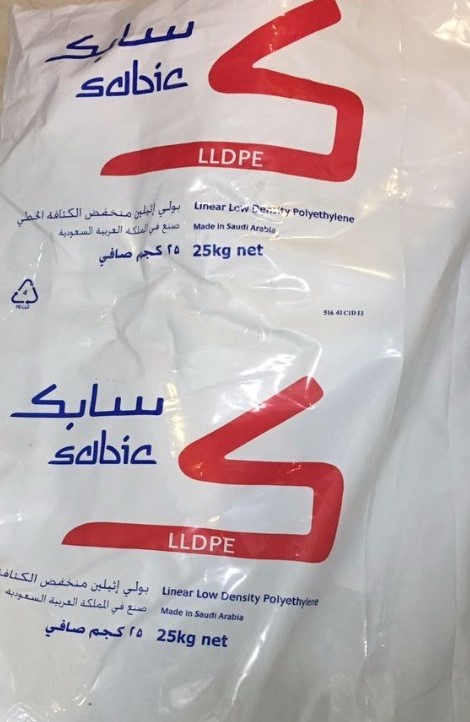 سابك
sabic
LLDPE
بولي إثيلين منخفض الكثافة الخطي Linear Low Density Polyethylene
صنع في المملكة العربية السعودية Made in Saudi Arabia
٢٥ كجم صافي 25kg net
4
516 41 C1D 13
سابك
sabic
LLDPE
بولي إثيلين منخفض الكثافة Linear Low Density Polyethylene
صنع في المملكة العربية السعودية Made in Saudi Arabia
٢٥ كجم صافي 25kg net